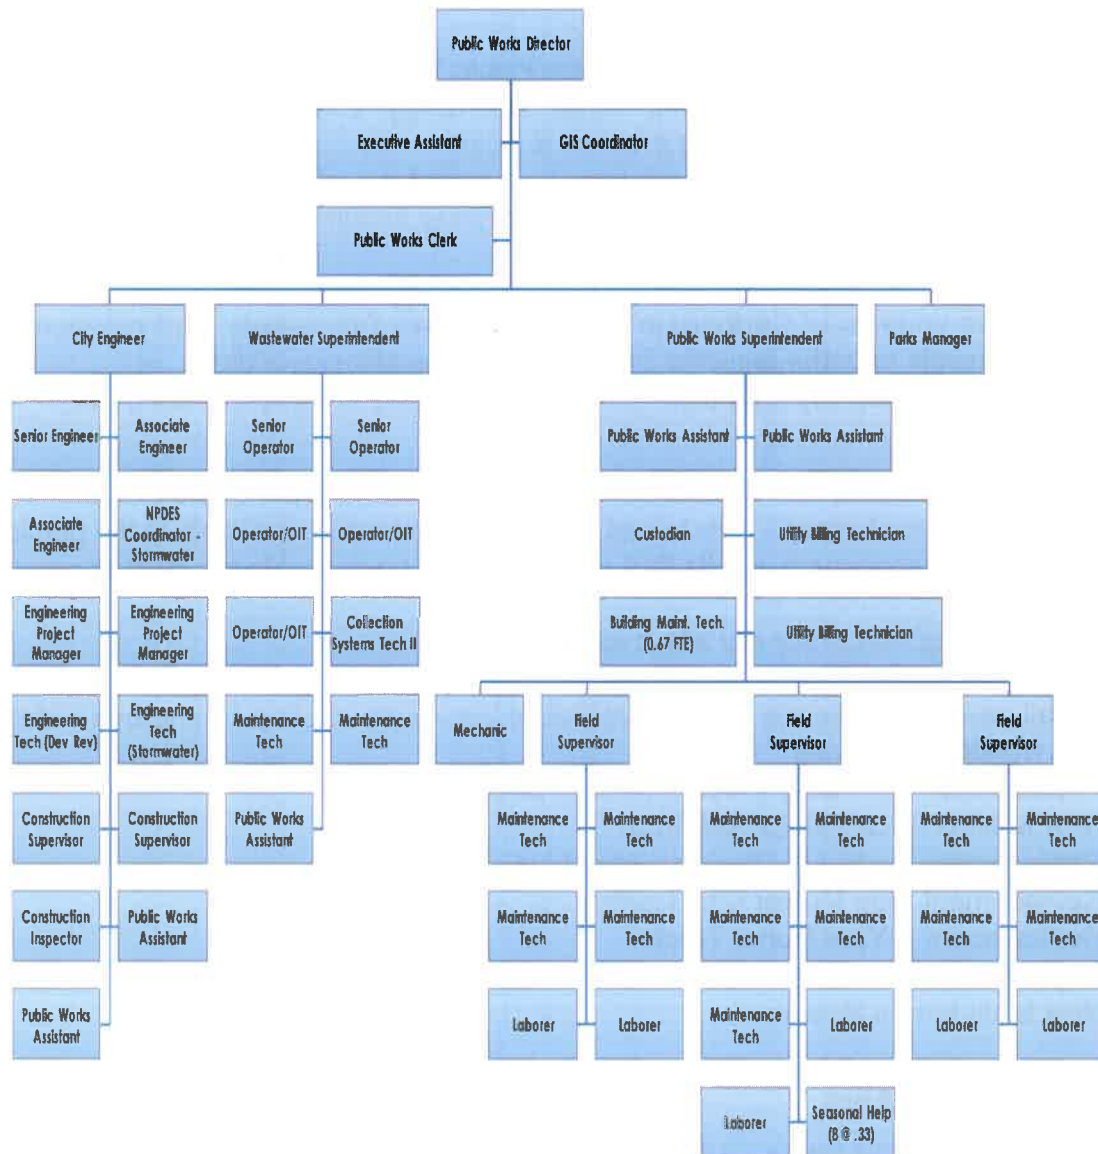 Public Works Director
Executive Assistant
GIS Coordinator
Public Works Clerk
City Engineer
Wastewater Superintendent
Public Works Superintendent
Parks Manager
Senior Engineer
Associate
Engineer
Senior
Operator
Senior
Operator
Public Works Assistant
Public Works Assistant
Associate
Engineer
NPDES
Coordinator -
Stormwater
Operator/OIT
Operator/OIT
Custodian
Utility Billing Technician
Engineering
Project
Manager
Engineering
Project
Manager
Operator/OIT
Collection
Systems Tech II
Building Maint. Tech.
(0.67 FTE)
Utility Billing Technician
Engineering
Tech (Dev Rev)
Engineering
Tech
(Stormwater)
Maintenance
Tech
Maintenance
Tech
Mechanic
Field
Supervisor
Field
Supervisor
Field
Supervisor
Construction
Supervisor
Construction
Supervisor
Public Works
Assistant
Maintenance
Tech
Maintenance
Tech
Maintenance
Tech
Maintenance
Tech
Maintenance
Tech
Maintenance
Tech
Construction
Inspector
Public Works
Assistant
Maintenance
Tech
Maintenance
Tech
Maintenance
Tech
Maintenance
Tech
Maintenance
Tech
Maintenance
Tech
Public Works
Assistant
Laborer
Laborer
Maintenance
Tech
Laborer
Laborer
Laborer
Laborer
Seasonal Help
(8 @ .33)